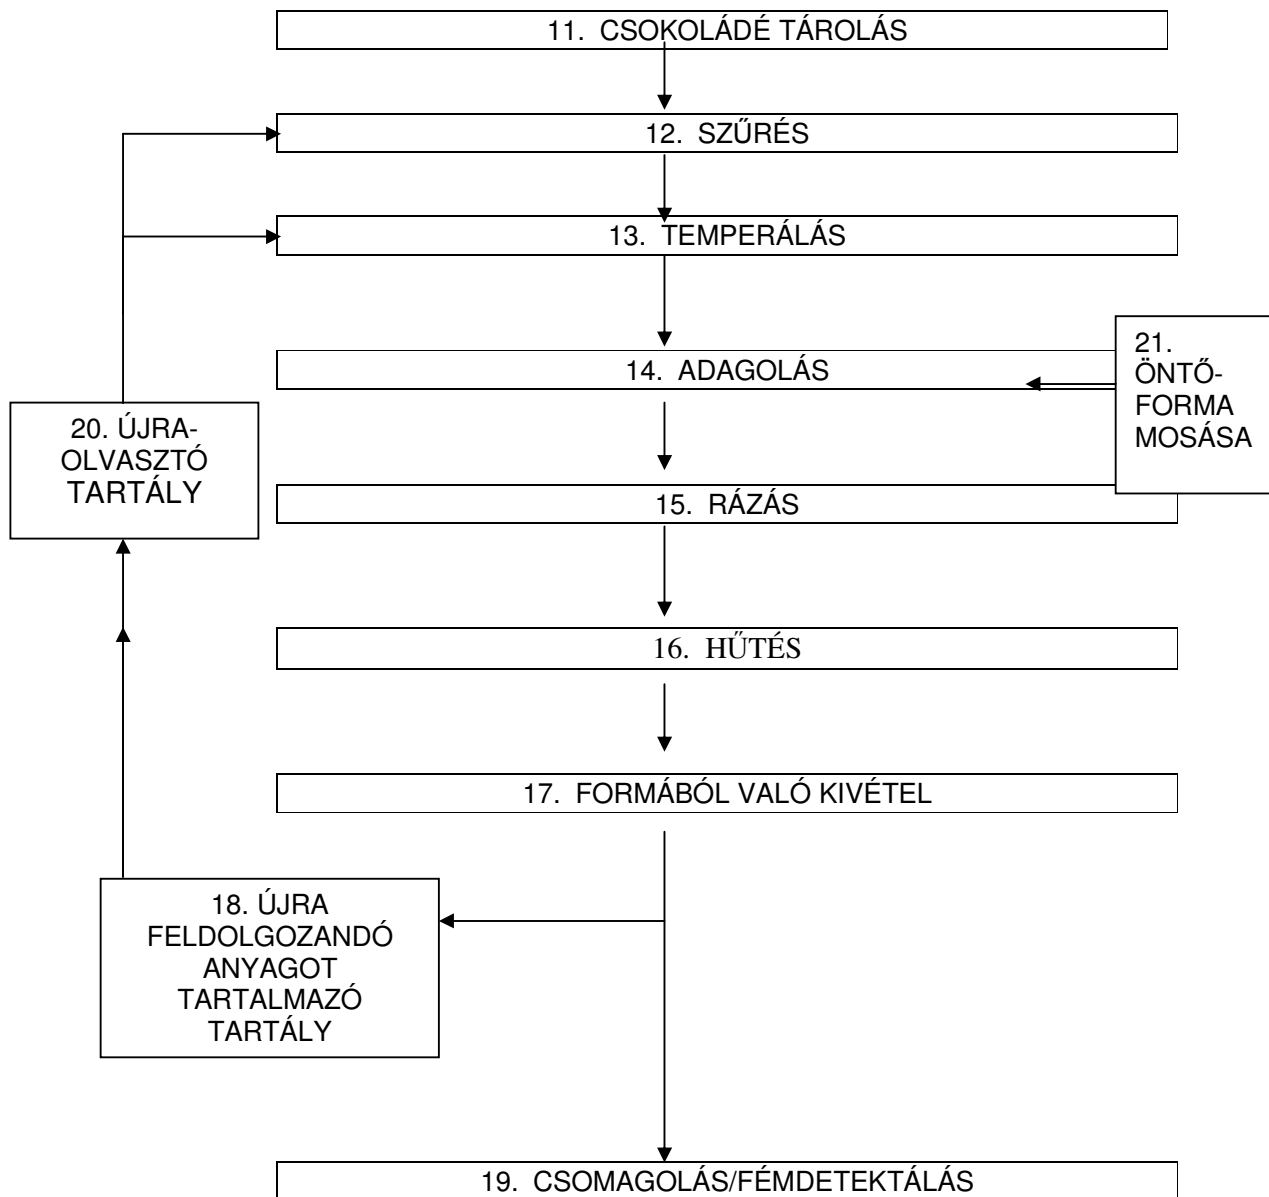 11. CSOKOLÁDÉ TÁROLÁS
12. SZŰRÉS
13. TEMPERÁLÁS
14. ADAGOLÁS
21.
ÖNTŐ-
FORMA
MOSÁSA
20. ÚJRA-
OLVASZTÓ
TARTÁLY
15. RÁZÁS
16. HŰTÉS
17. FORMÁBÓL VALÓ KIVÉTEL
18. ÚJRA
FELDOLGOZANDÓ
ANYAGOT
TARTALMAZÓ
TARTÁLY
19. CSOMAGOLÁS/FÉMDETEKTÁLÁS